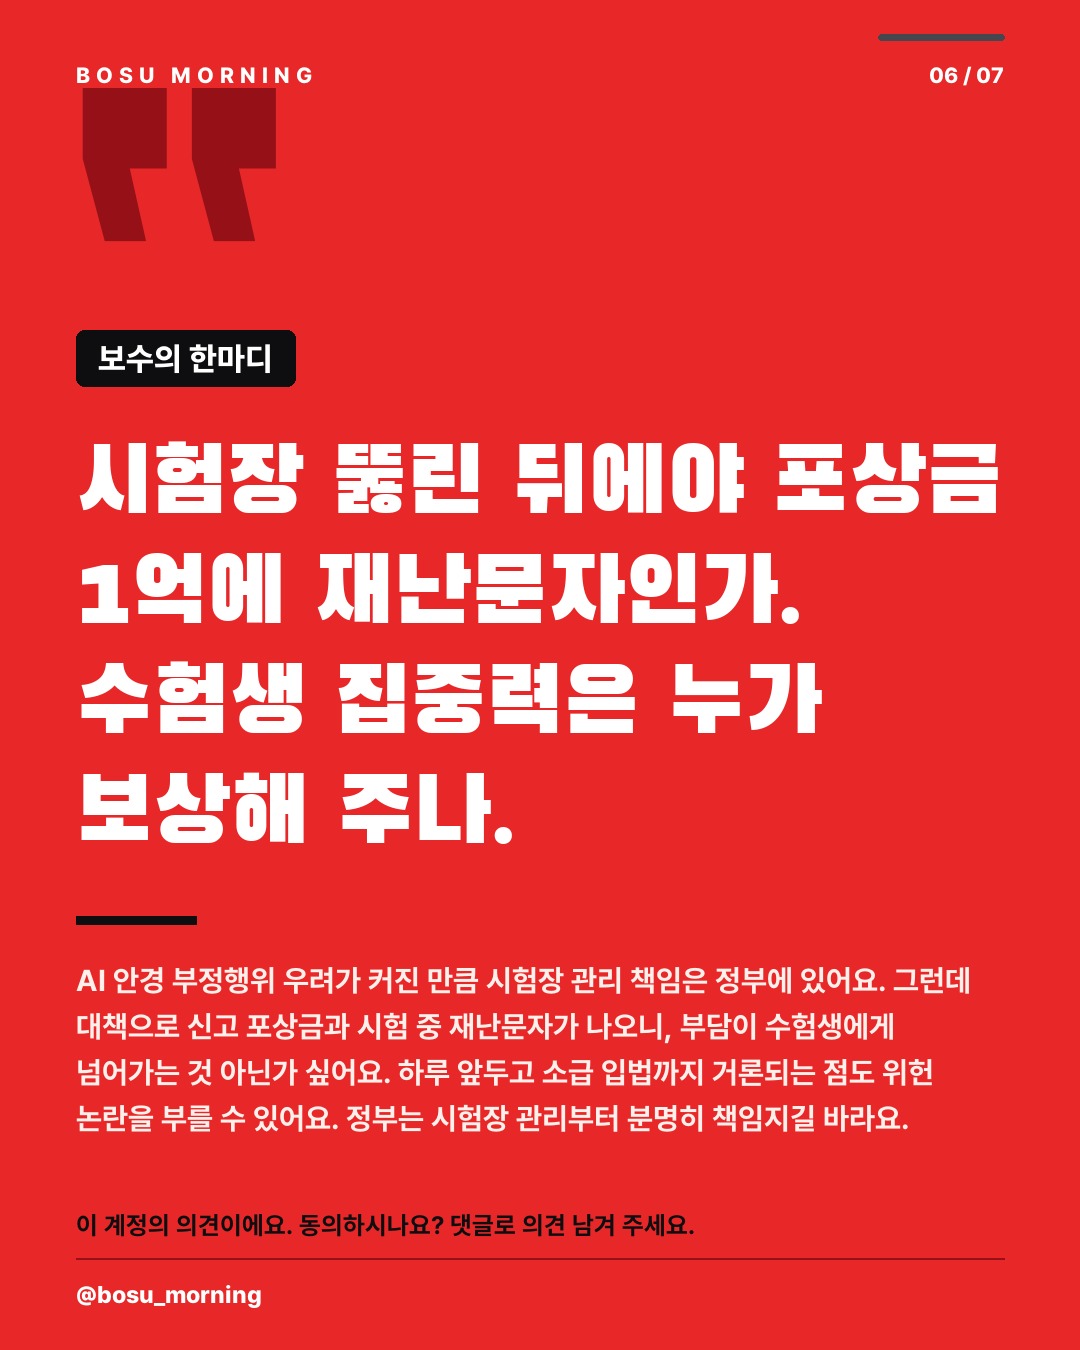 BOSU MORNING
06 / 07
보수의 한마디
시험장 뚫린 뒤에야 포상금
1억에 재난문자인가.
수험생 집중력은 누가
보상해 주나.
AI 안경 부정행위 우려가 커진 만큼 시험장 관리 책임은 정부에 있어요. 그런데
대책으로 신고 포상금과 시험 중 재난문자가 나오니, 부담이 수험생에게
넘어가는 것 아닌가 싶어요. 하루 앞두고 소급 입법까지 거론되는 점도 위헌
논란을 부를 수 있어요. 정부는 시험장 관리부터 분명히 책임지길 바라요.
이 계정의 의견이에요. 동의하시나요? 댓글로 의견 남겨 주세요.
@bosu_morning